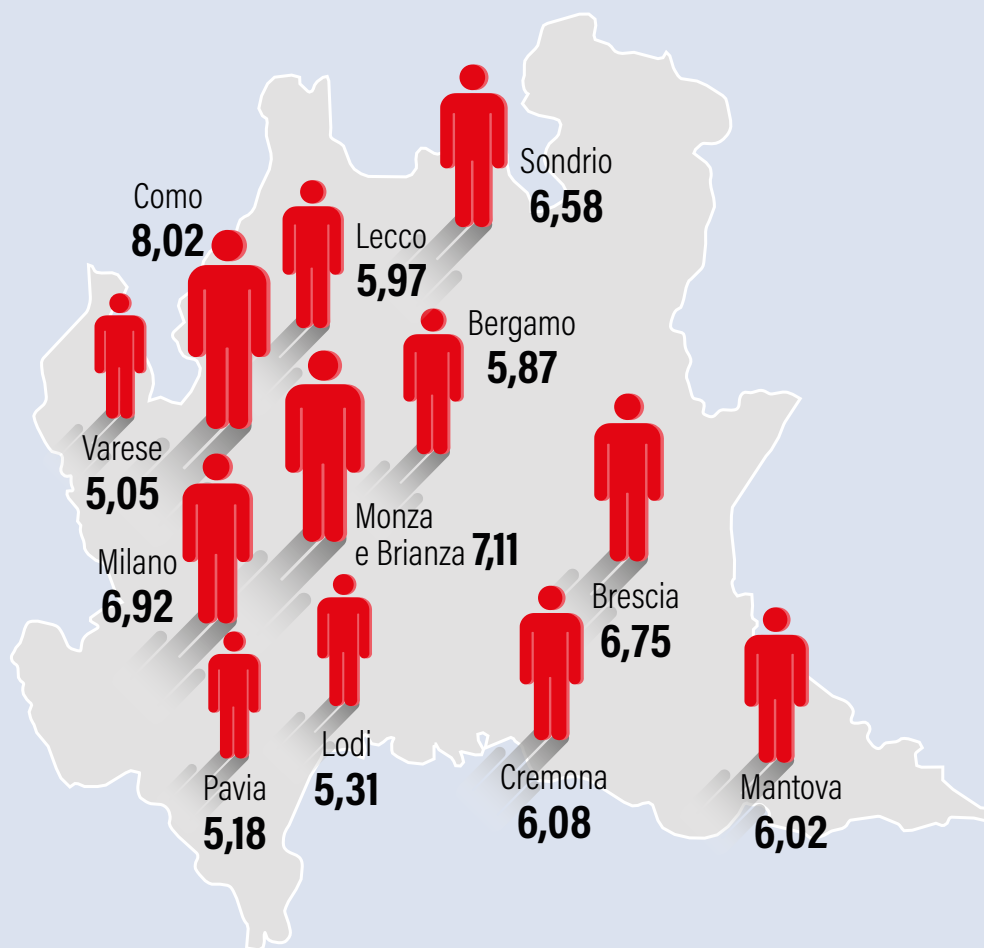 Sondrio
6,58
Como
8,02
Lecco
5,97
Bergamo
5,87
Varese
5,05
Monza
e Brianza 7,11
Milano
6,92
Brescia
6,75
Lodi
5,31
Pavia
5,18
Cremona
6,08
Mantova
6,02